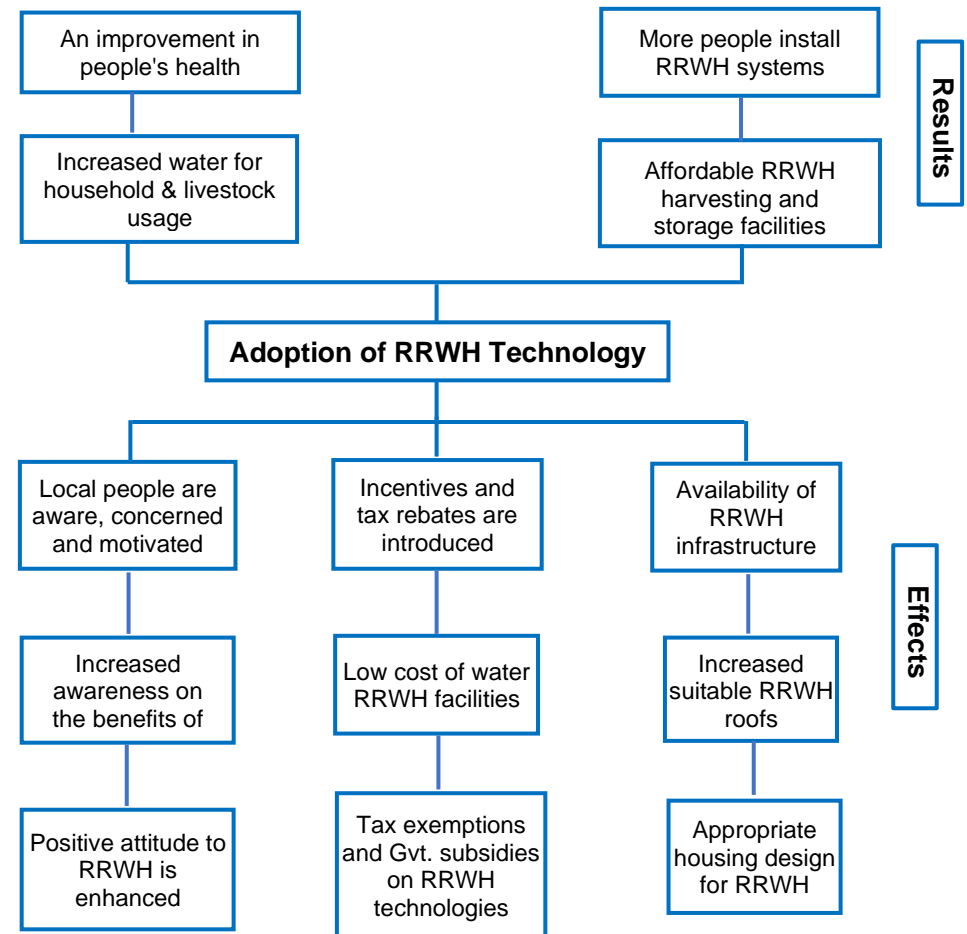 An improvement in
people's health
More people install
RRWH systems
Results
Increased water for
household & livestock
usage
Affordable RRWH
harvesting and
storage facilities
Adoption of RRWH Technology
Local people are
aware, concerned
and motivated
Incentives and
tax rebates are
introduced
Availability of
RRWH
infrastructure
Effects
Increased
awareness on
the benefits of
Low cost of water
RRWH facilities
Increased
suitable RRWH
roofs
Positive attitude to
RRWH is
enhanced
Tax exemptions
and Gvt. subsidies
on RRWH
technologies
Appropriate
housing design
for RRWH